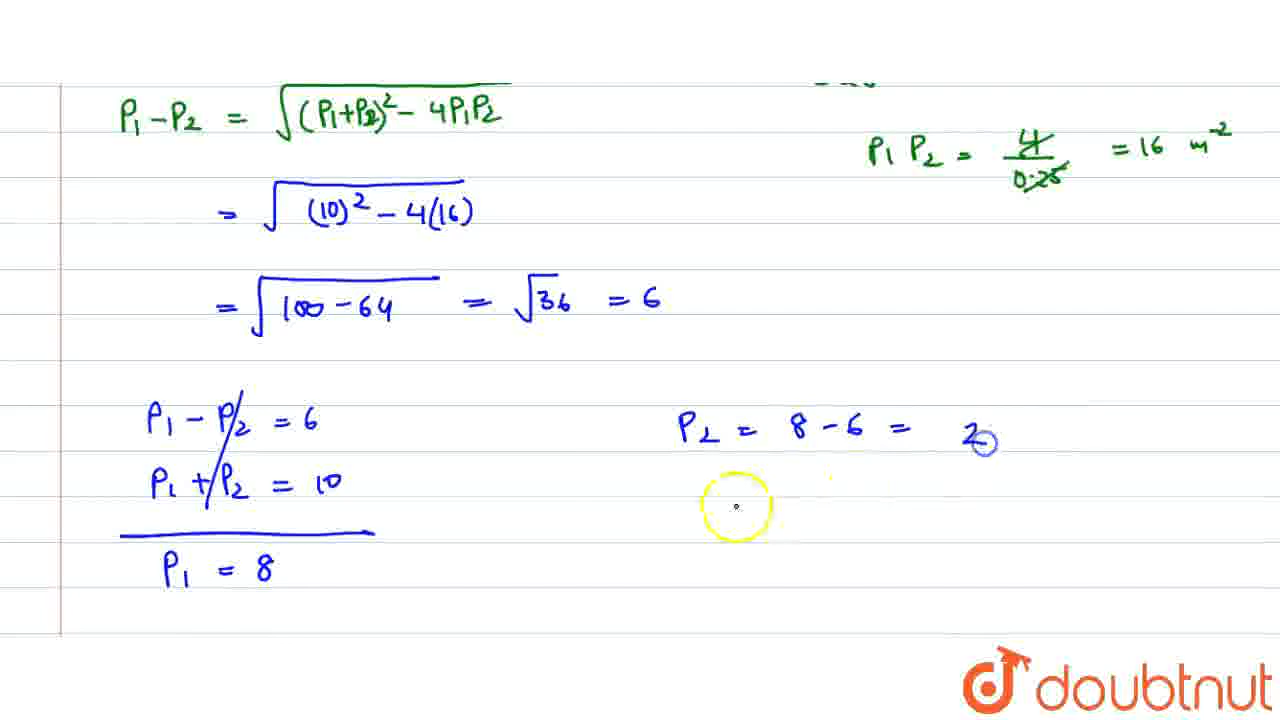 P1 - P2 = √(P1+P2)² - 4P1P2
P1 P2 = 4/0.25 = 16 m⁻²
= √(10)² - 4(16)
= √100 - 64 = √36 = 6
P1 - P2 = 6
P1 + P2 = 10
P1 = 8
P2 = 8 - 6 = 2
doubtnut